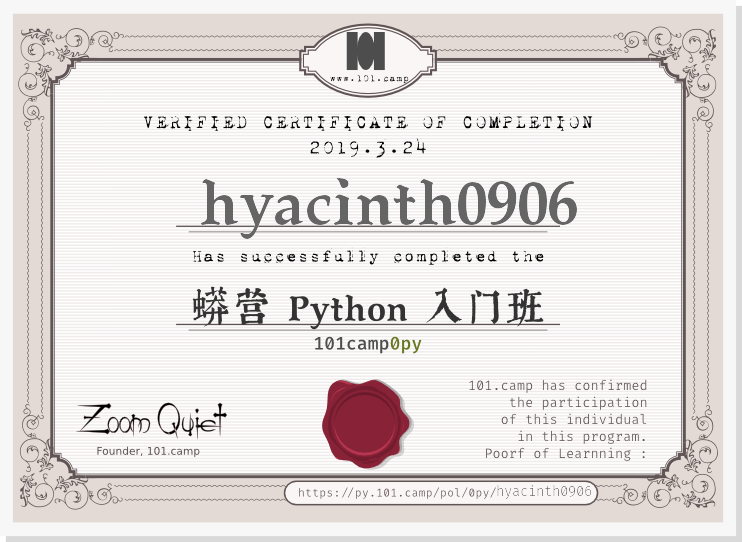 101
www.101.camp
VERIFIED CERTIFICATE OF COMPLETION
2019.3.24
hyacinth0906
Has successfully completed the
蟒营 Python 入门班
101camp0py
Zoom Quiet
Founder, 101.camp
101.camp has confirmed
the participation
of this individual
in this program.
Poorf of Learnning :
https://py.101.camp/pol/0py/hyacinth0906